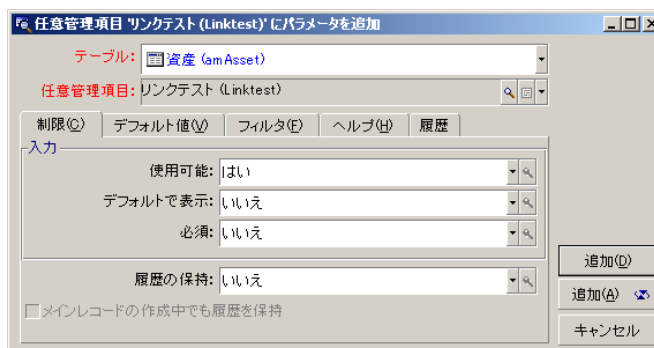 任意管理項目 'リンクテスト (Linktest)' にパラメータを追加
テーブル: 資産 (amAsset)
任意管理項目: リンクテスト (Linktest)
制限(C) デフォルト値(V) フィルタ(F) ヘルプ(H) 履歴
入力
使用可能: はい
デフォルトで表示: いいえ
必須: いいえ
履歴の保持: いいえ
メインレコードの作成中でも履歴を保持
追加(D)
追加(A)
キャンセル